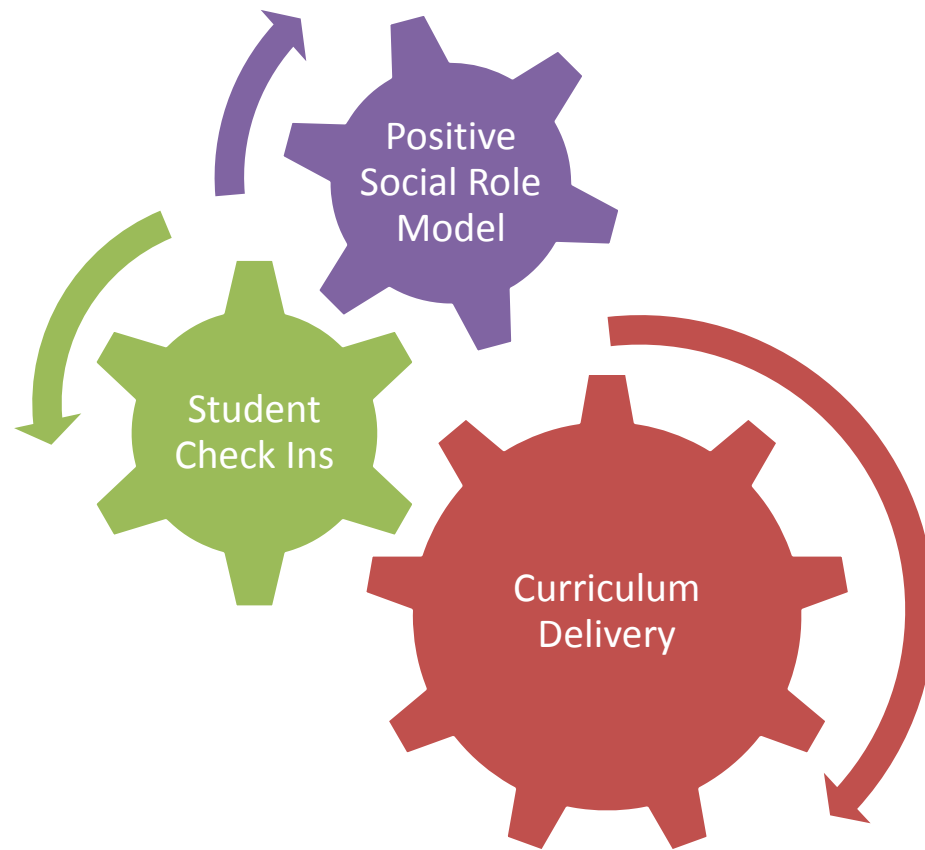 Positive
Social Role
Model
Student
Check Ins
Curriculum
Delivery